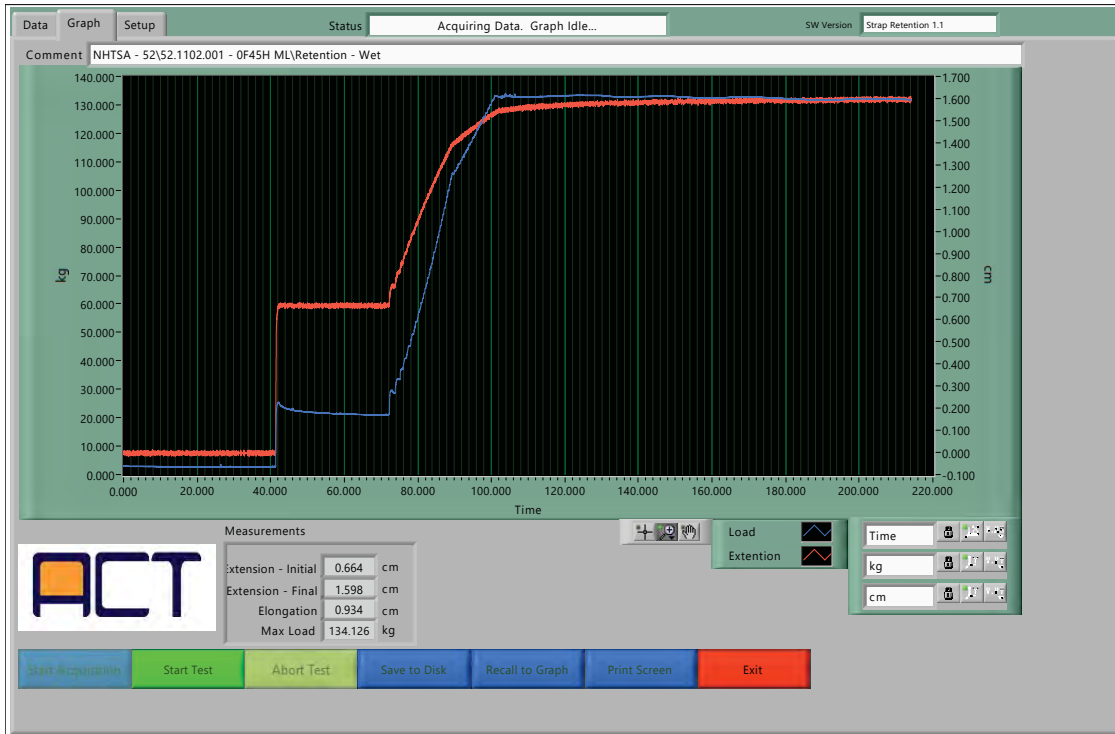 Data Graph Setup Status Acquiring Data. Graph Idle... SW Version Strap Retention 1.1
Comment NHTSA - 52\52.1102.001 - 0F45H ML\Retention - Wet
140.000
130.000
120.000
110.000
100.000
90.000
80.000
70.000
60.000
50.000
40.000
30.000
20.000
10.000
0.000
kg
1.700
1.600
1.500
1.400
1.300
1.200
1.100
1.000
0.900
0.800
0.700
0.600
0.500
0.400
0.300
0.200
0.100
0.000
-0.100
cm
0.000 20.000 40.000 60.000 80.000 100.000 120.000 140.000 160.000 180.000 200.000 220.000
Time
Measurements
xtension - Initial 0.664 cm
Extension - Final 1.598 cm
Elongation 0.934 cm
Max Load 134.126 kg
Load
Extention
Time
kg
cm
ACT
Start Acquisition Start Test Abort Test Save to Disk Recall to Graph Print Screen Exit